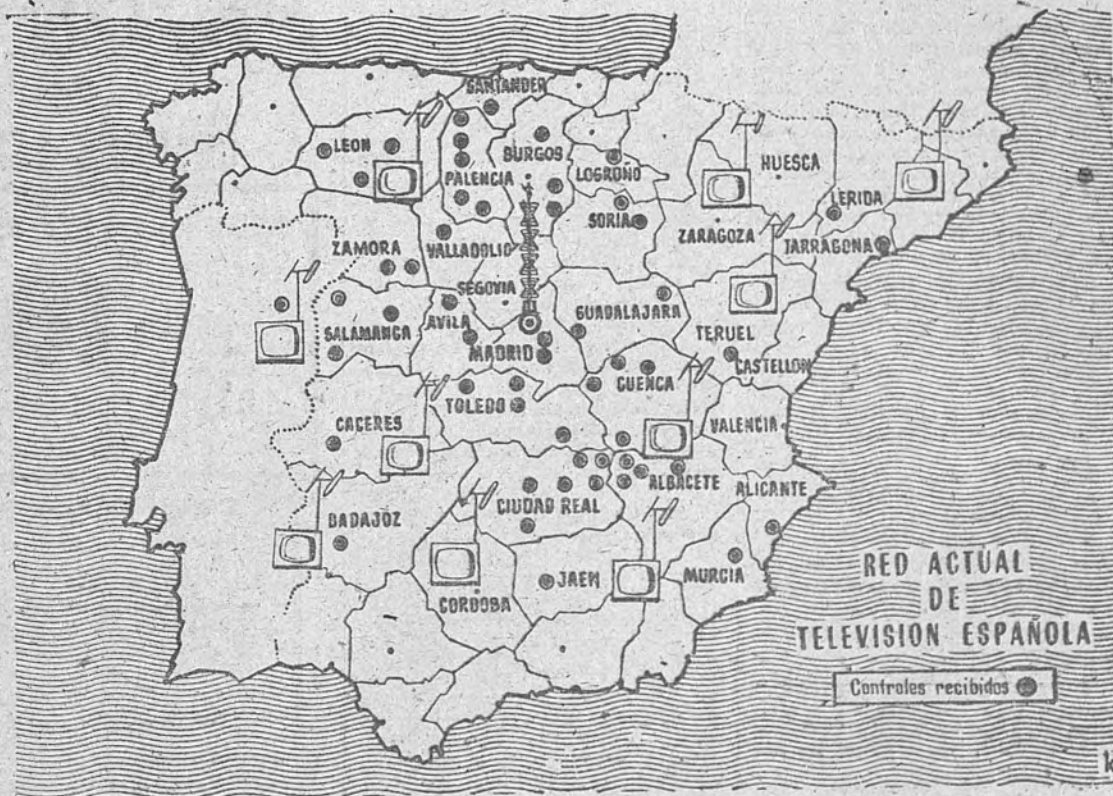 SANTANDER
LEON
BURGOS
LOGROÑO
HUESCA
PALENCIA
LERIDA
SORIA
ZARAGOZA
TARRAGONA
ZAMORA
VALLADOLID
SEGOVIA
GUADALAJARA
SALAMANCA
AVILA
TERUEL
MADRID
CASTELLON
CUENCA
TOLEDO
CACERES
VALENCIA
ALBACETE
ALICANTE
CIUDAD REAL
BADAJOZ
JAEN
MURCIA
CORDOBA
RED ACTUAL
DE
TELEVISION ESPAÑOLA
Controles recibidos